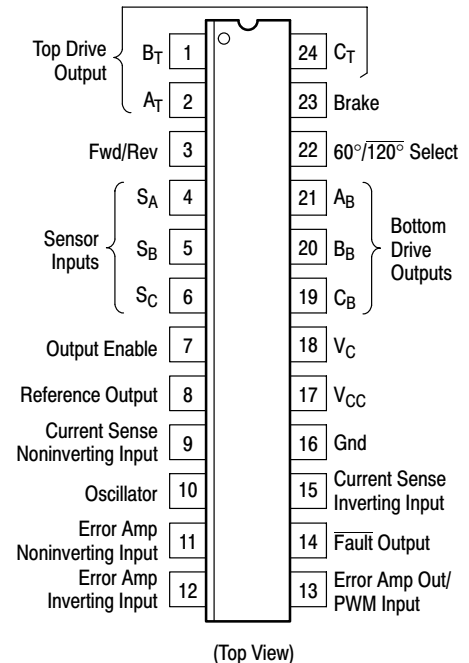 Top Drive
Output
B_T 1
A_T 2
Fwd/Rev 3
Sensor
Inputs
S_A 4
S_B 5
S_C 6
Output Enable 7
Reference Output 8
Current Sense
Noninverting Input 9
Oscillator 10
Error Amp
Noninverting Input 11
Error Amp
Inverting Input 12
24 C_T
23 Brake
22 60°/120° Select
21 A_B
20 B_B
19 C_B
Bottom
Drive
Outputs
18 V_C
17 V_CC
16 Gnd
15 Current Sense
Inverting Input
14 Fault Output
13 Error Amp Out/
PWM Input
(Top View)